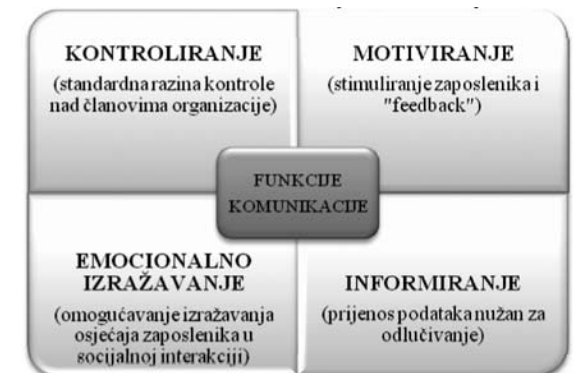 KONTROLIRANJE
(standardna razina kontrole
nad članovima organizacije)
MOTIVIRANJE
(stimuliranje zaposlenika i
"feedback")
FUNKCIJE
KOMUNIKACIJE
EMOCIONALNO
IZRAŽAVANJE
(omogućavanje izražavanja
osjećaja zaposlenika u
socijalnoj interakciji)
INFORMIRANJE
(prijenos podataka nužan za
odlučivanje)